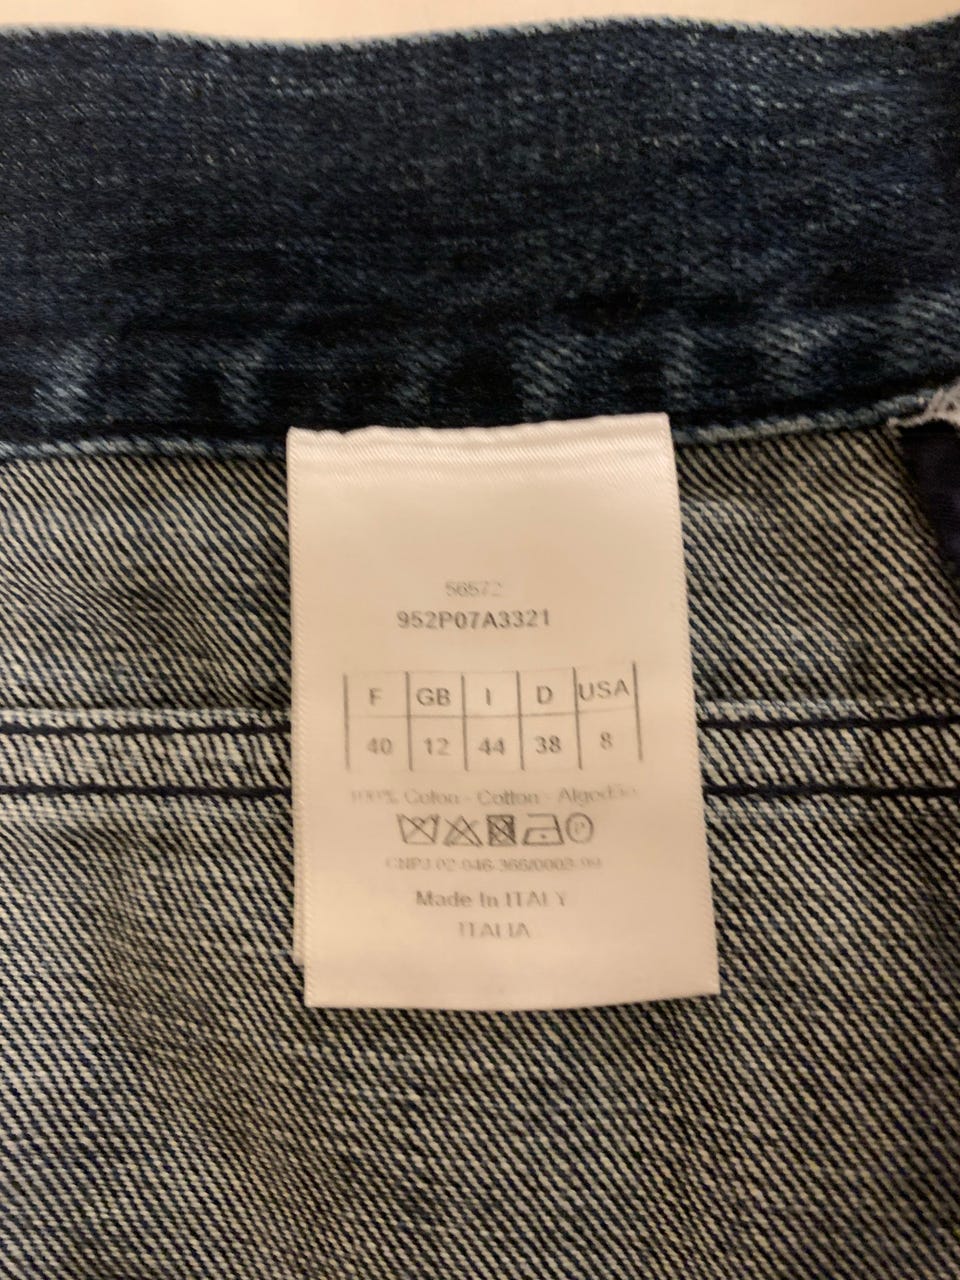 56572
952P07A3321
F GB I D USA
40 12 44 38 8
100% Coton - Cotton - Algodão
P
Made In ITALY
ITALIA